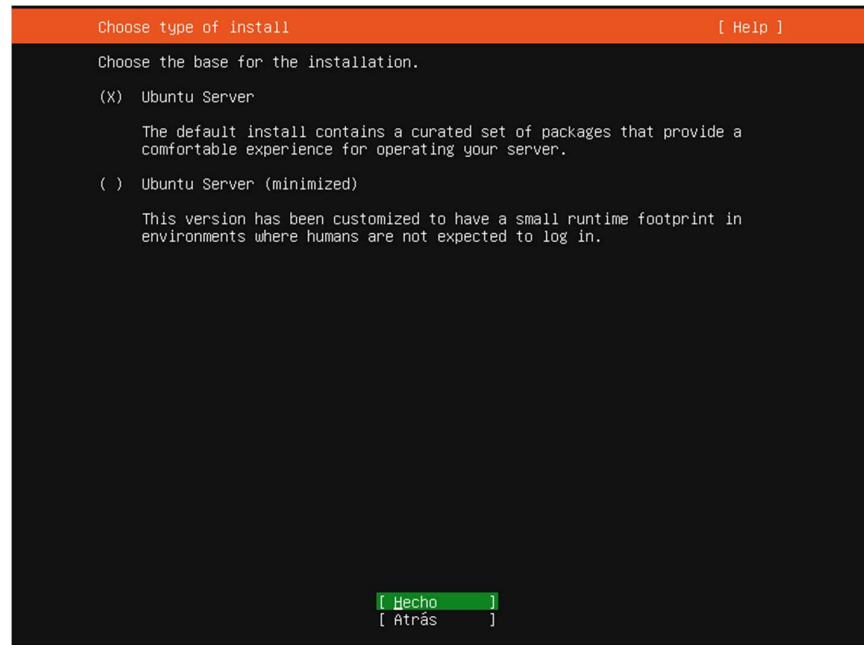 Choose type of install [ Help ]
Choose the base for the installation.
(X) Ubuntu Server
The default install contains a curated set of packages that provide a
comfortable experience for operating your server.
( ) Ubuntu Server (minimized)
This version has been customized to have a small runtime footprint in
environments where humans are not expected to log in.
[ Hecho ]
[ Atrás ]